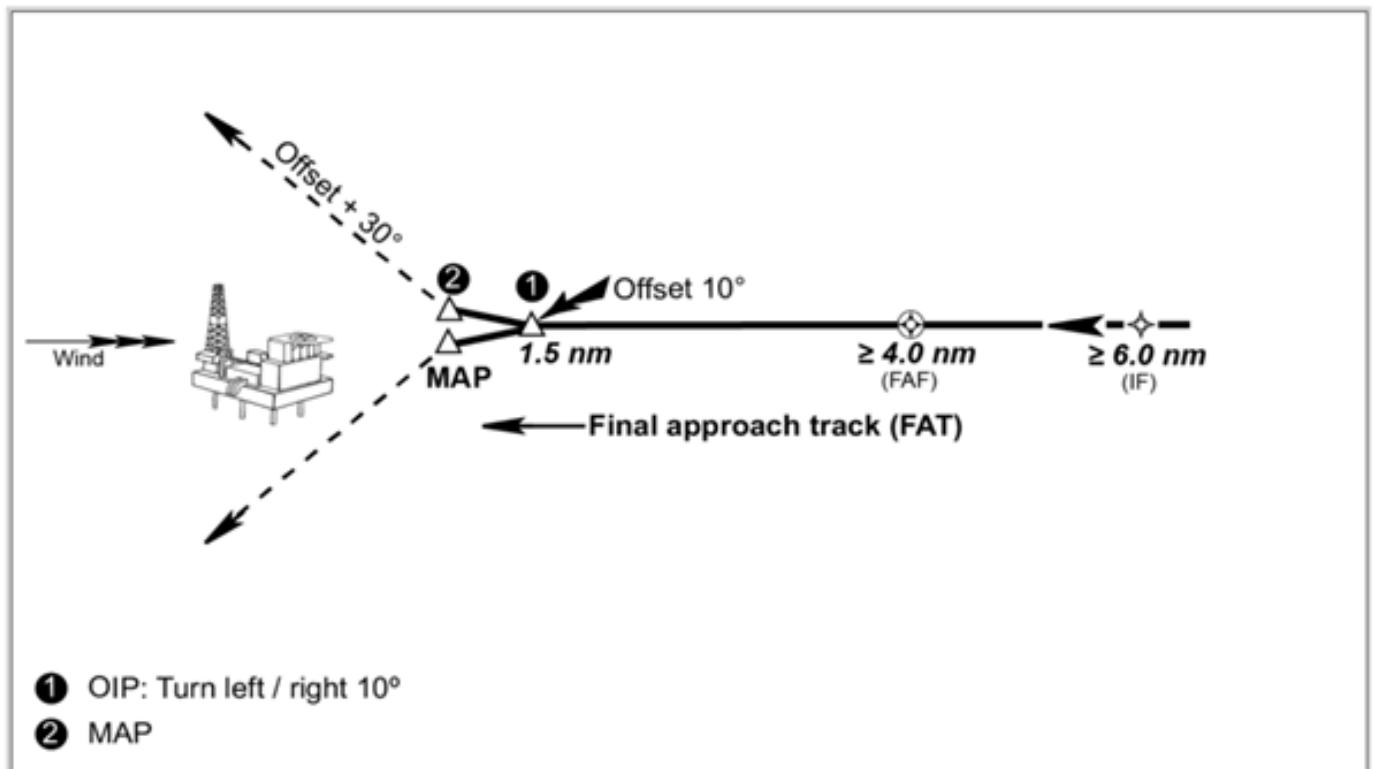 Offset + 30°
2
1
Offset 10°
Wind
MAP
1.5 nm
≥ 4.0 nm
(FAF)
≥ 6.0 nm
(IF)
Final approach track (FAT)
1 OIP: Turn left / right 10º
2 MAP